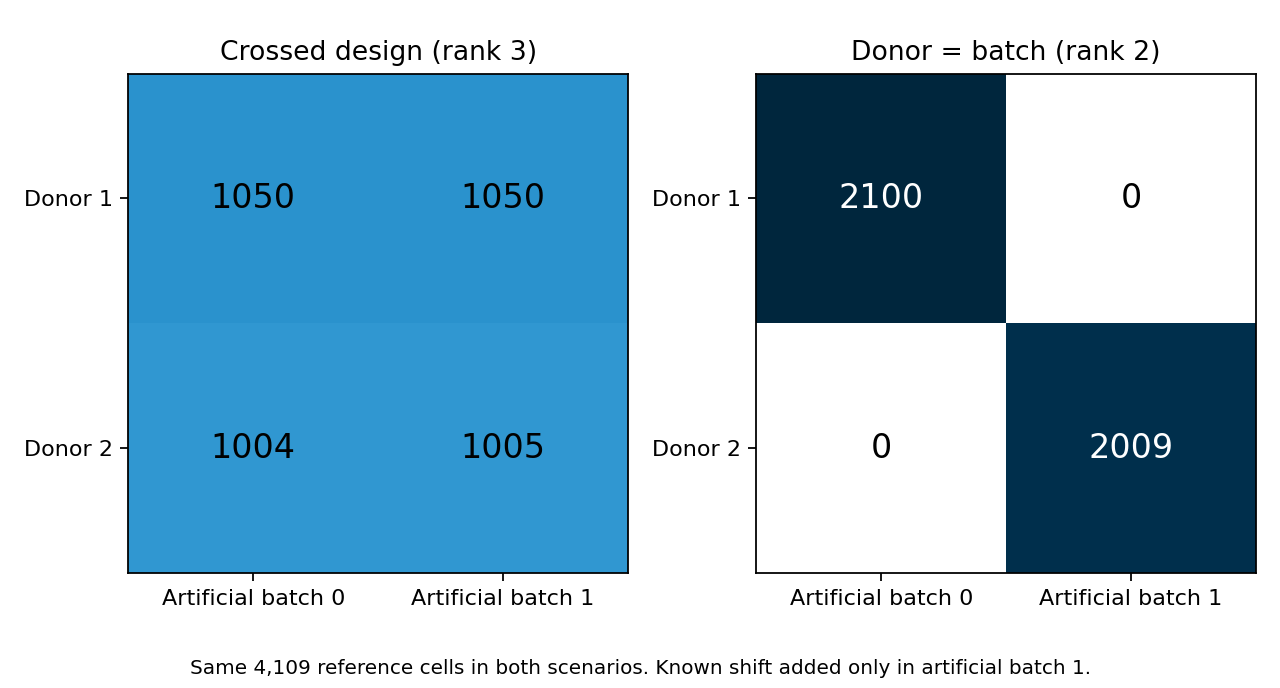 Crossed design (rank 3)
Donor 1
1050
1050
Donor 2
1004
1005
Artificial batch 0
Artificial batch 1
Donor = batch (rank 2)
Donor 1
2100
0
Donor 2
0
2009
Artificial batch 0
Artificial batch 1
Same 4,109 reference cells in both scenarios. Known shift added only in artificial batch 1.